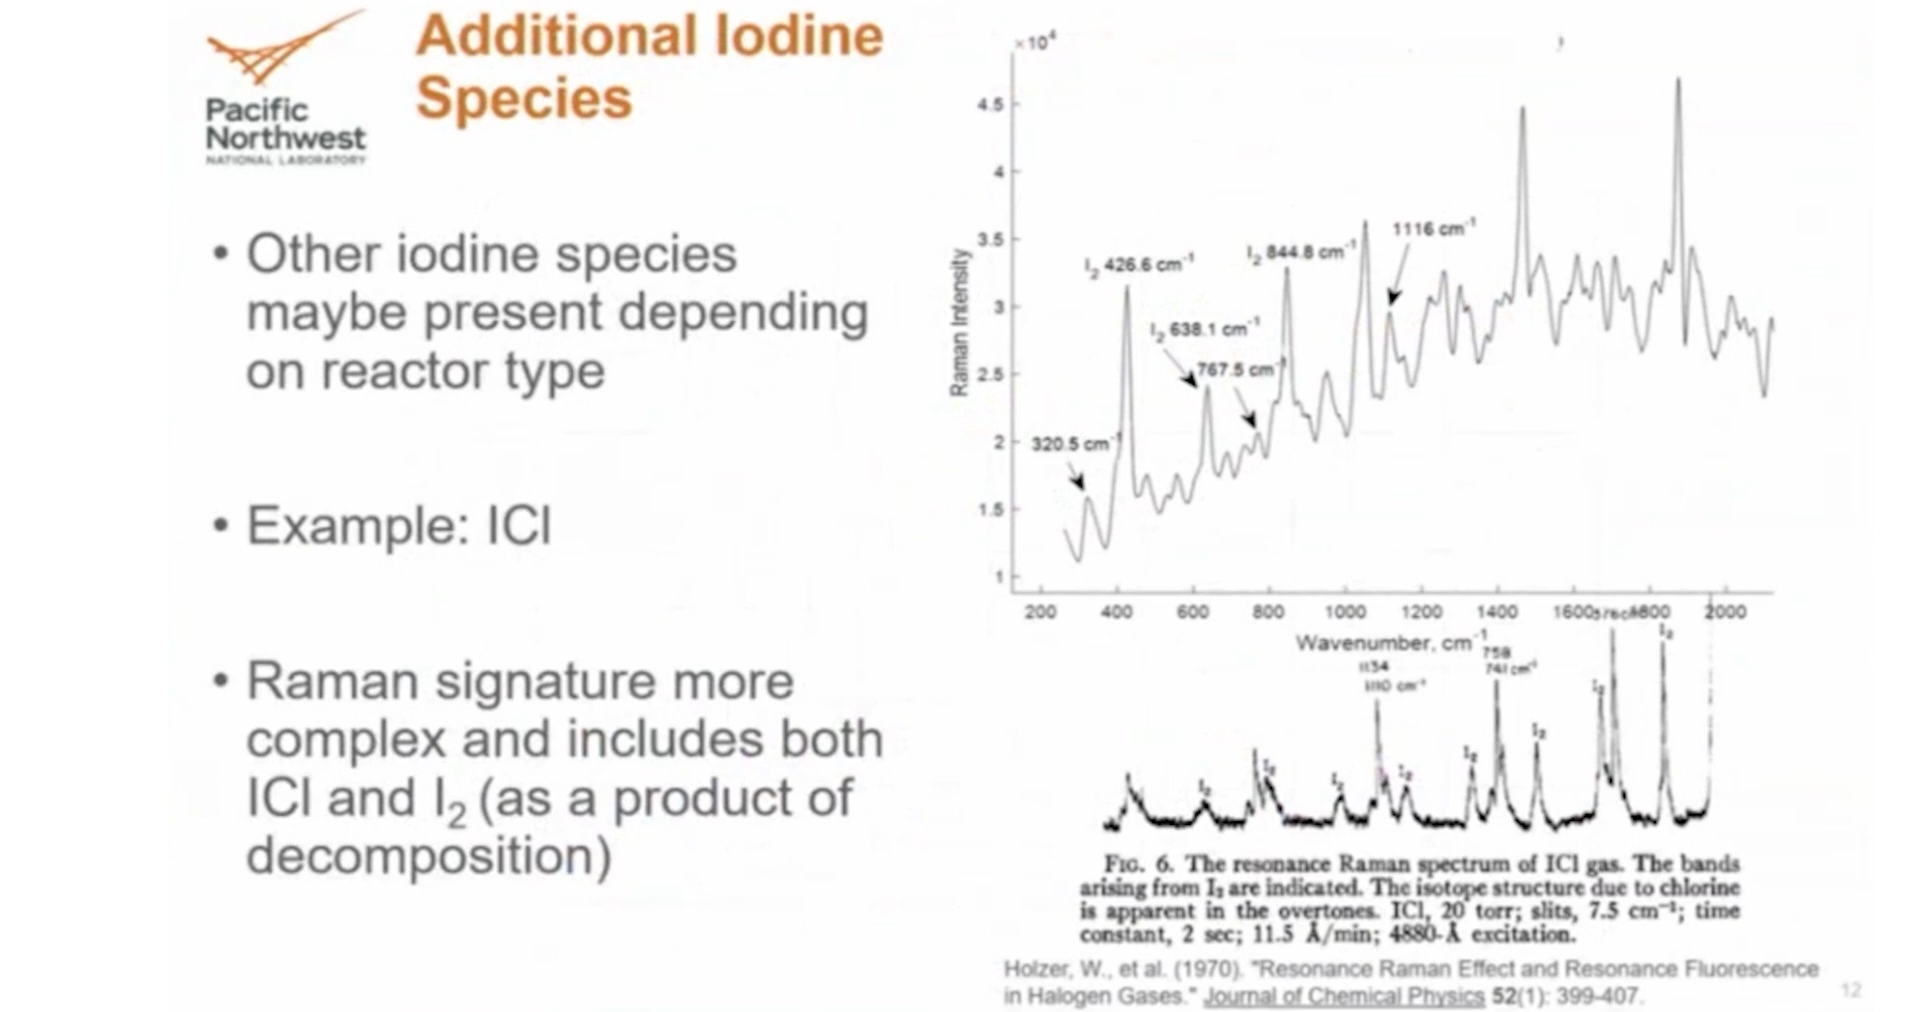 Pacific
Northwest
NATIONAL LABORATORY
Additional Iodine
Species
• Other iodine species
maybe present depending
on reactor type
• Example: ICl
• Raman signature more
complex and includes both
ICl and I₂ (as a product of
decomposition)
×10⁴
4.5
4
3.5
3
2.5
2
1.5
1
Raman Intensity
320.5 cm⁻¹
I₂ 426.6 cm⁻¹
I₂ 638.1 cm⁻¹
767.5 cm⁻¹
I₂ 844.8 cm⁻¹
1116 cm⁻¹
200 400 600 800 1000 1200 1400 1600 1800 2000
Wavenumber, cm⁻¹
1134
1110 cm⁻¹
758
741 cm⁻¹
I₂ I₂ I₂ I₂ I₂ I₂ I₂ I₂
FIG. 6. The resonance Raman spectrum of ICl gas. The bands
arising from I₂ are indicated. The isotope structure due to chlorine
is apparent in the overtones. ICl, 20 torr; slits, 7.5 cm⁻¹; time
constant, 2 sec; 11.5 Å/min; 4880-Å excitation.
Holzer, W., et al. (1970). "Resonance Raman Effect and Resonance Fluorescence
in Halogen Gases." Journal of Chemical Physics 52(1): 399-407.
12